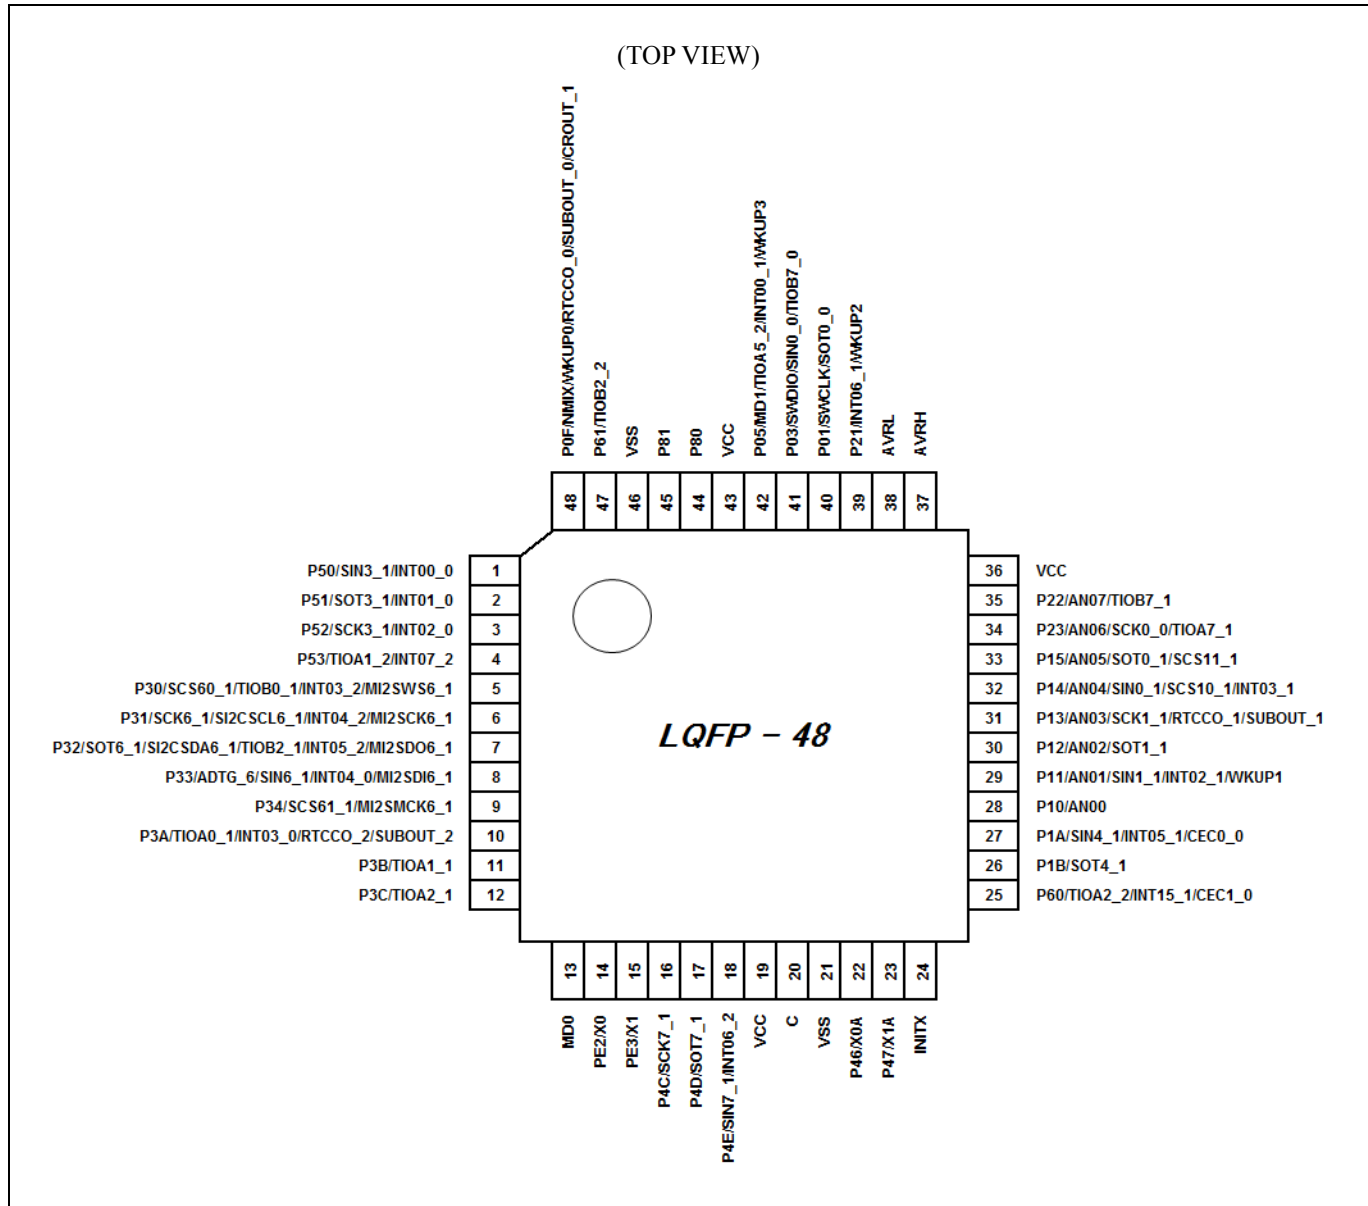 (TOP VIEW)
P0F/NMIX/WKUP0/RTCCO_0/SUBOUT_0/CROUT_1
P61/TIOB2_2
VSS
P81
P80
VCC
P05/MD1/TIOA5_2/INT00_1/WKUP3
P03/SWDIO/SIN0_0/TIOB7_0
P01/SWCLK/SOT0_0
P21/INT06_1/WKUP2
AVRL
AVRH
48 47 46 45 44 43 42 41 40 39 38 37
P50/SIN3_1/INT00_0 1
P51/SOT3_1/INT01_0 2
P52/SCK3_1/INT02_0 3
P53/TIOA1_2/INT07_2 4
P30/SCS60_1/TIOB0_1/INT03_2/MI2SWS6_1 5
P31/SCK6_1/SI2CSCL6_1/INT04_2/MI2SCK6_1 6
P32/SOT6_1/SI2CSDA6_1/TIOB2_1/INT05_2/MI2SDO6_1 7
P33/ADTG_6/SIN6_1/INT04_0/MI2SDI6_1 8
P34/SCS61_1/MI2SMCK6_1 9
P3A/TIOA0_1/INT03_0/RTCCO_2/SUBOUT_2 10
P3B/TIOA1_1 11
P3C/TIOA2_1 12
LQFP - 48
36 VCC
35 P22/AN07/TIOB7_1
34 P23/AN06/SCK0_0/TIOA7_1
33 P15/AN05/SOT0_1/SCS11_1
32 P14/AN04/SIN0_1/SCS10_1/INT03_1
31 P13/AN03/SCK1_1/RTCCO_1/SUBOUT_1
30 P12/AN02/SOT1_1
29 P11/AN01/SIN1_1/INT02_1/WKUP1
28 P10/AN00
27 P1A/SIN4_1/INT05_1/CEC0_0
26 P1B/SOT4_1
25 P60/TIOA2_2/INT15_1/CEC1_0
13 14 15 16 17 18 19 20 21 22 23 24
MD0
PE2/X0
PE3/X1
P4C/SCK7_1
P4D/SOT7_1
P4E/SIN7_1/INT06_2
VCC
C
VSS
P46/X0A
P47/X1A
INITX